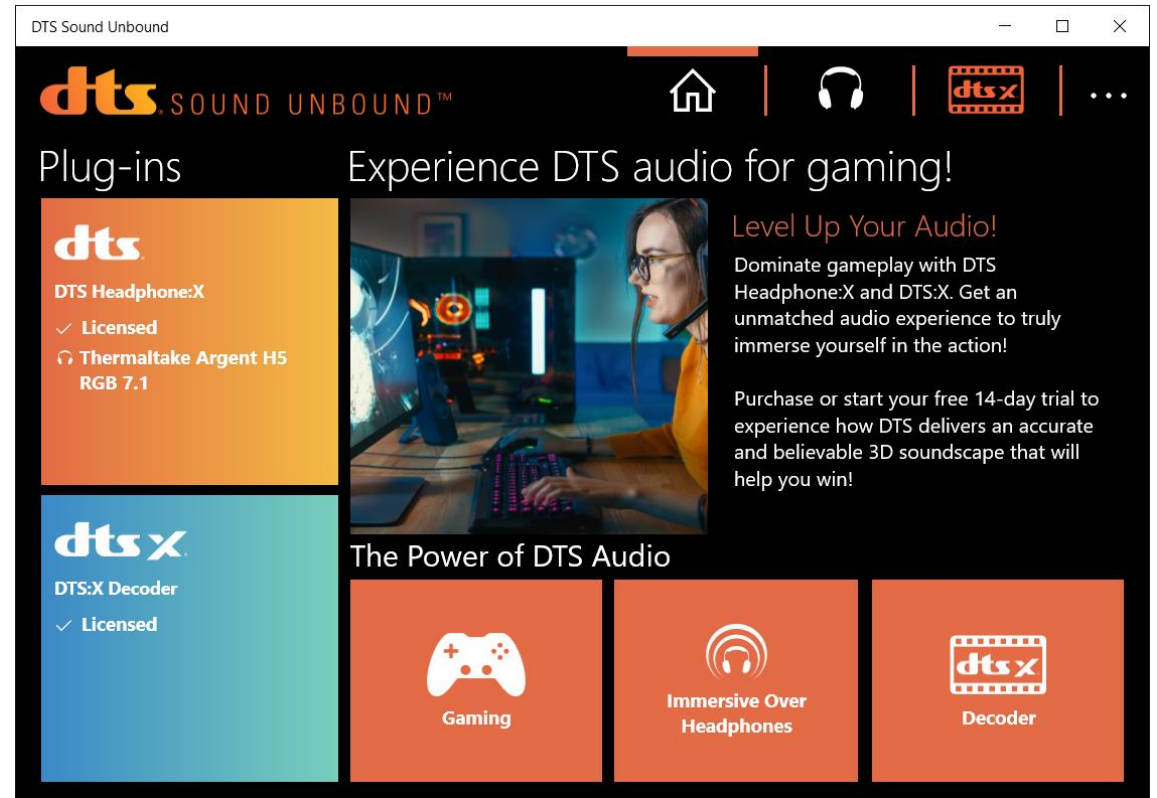 DTS Sound Unbound
dts SOUND UNBOUND™
dts x
Plug-ins
Experience DTS audio for gaming!
dts
DTS Headphone:X
Licensed
Thermaltake Argent H5
RGB 7.1
Level Up Your Audio!
Dominate gameplay with DTS
Headphone:X and DTS:X. Get an
unmatched audio experience to truly
immerse yourself in the action!
Purchase or start your free 14-day trial to
experience how DTS delivers an accurate
and believable 3D soundscape that will
help you win!
dts x
DTS:X Decoder
Licensed
The Power of DTS Audio
Gaming
Immersive Over
Headphones
dts x
Decoder